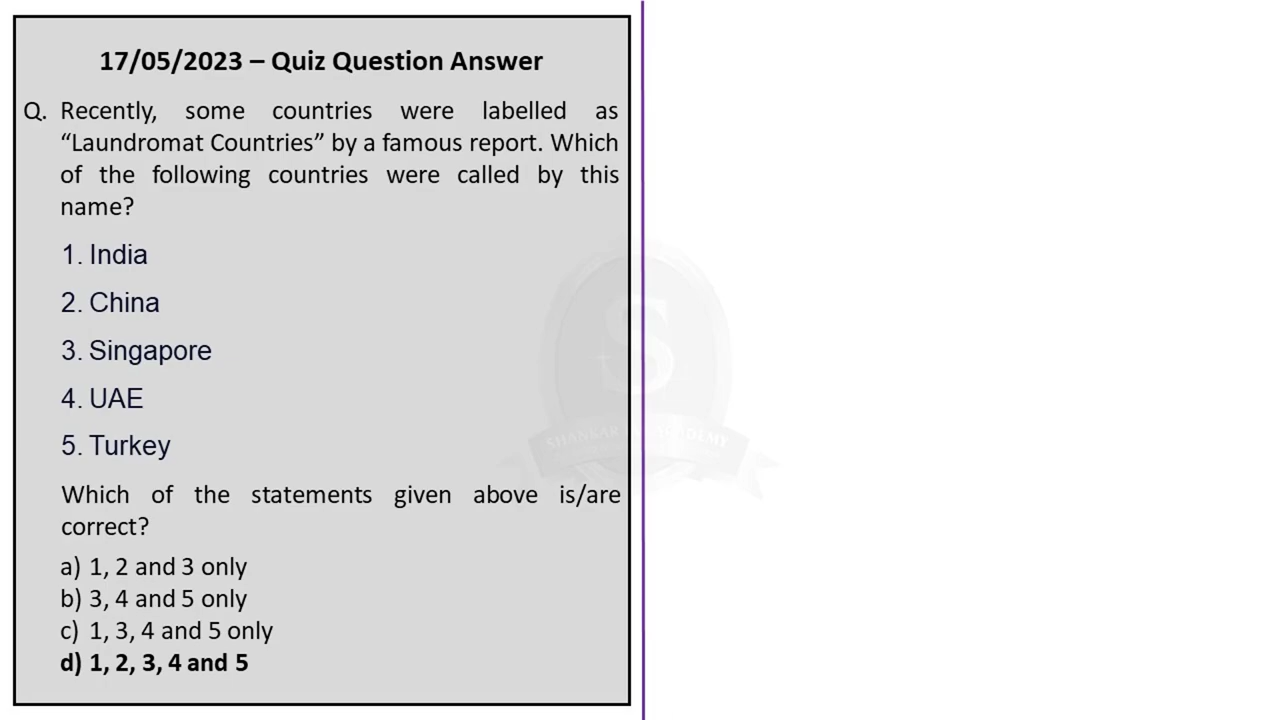 17/05/2023 – Quiz Question Answer
Q. Recently, some countries were labelled as
“Laundromat Countries” by a famous report. Which
of the following countries were called by this
name?
1. India
2. China
3. Singapore
4. UAE
5. Turkey
Which of the statements given above is/are
correct?
a) 1, 2 and 3 only
b) 3, 4 and 5 only
c) 1, 3, 4 and 5 only
d) 1, 2, 3, 4 and 5